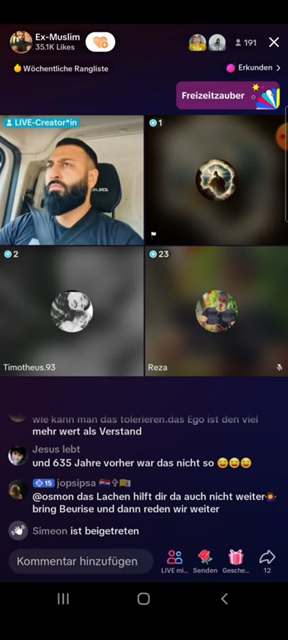 Ex-Muslim
35.1K Likes
191
Wöchentliche Rangliste
Erkunden >
Freizeitzauber
LIVE-Creator*in
1
2
23
Timotheus.93
Reza
wie kann man das tolerieren.das Ego ist den viel
mehr wert als Verstand
Jesus lebt
und 635 Jahre vorher war das nicht so 😄😄😄
15 jopsipsa
@osmon das Lachen hilft dir da auch nicht weiter
bring Beurise und dann reden wir weiter
Simeon ist beigetreten
Kommentar hinzufügen
LIVE mi...
Senden
Gesche...
12